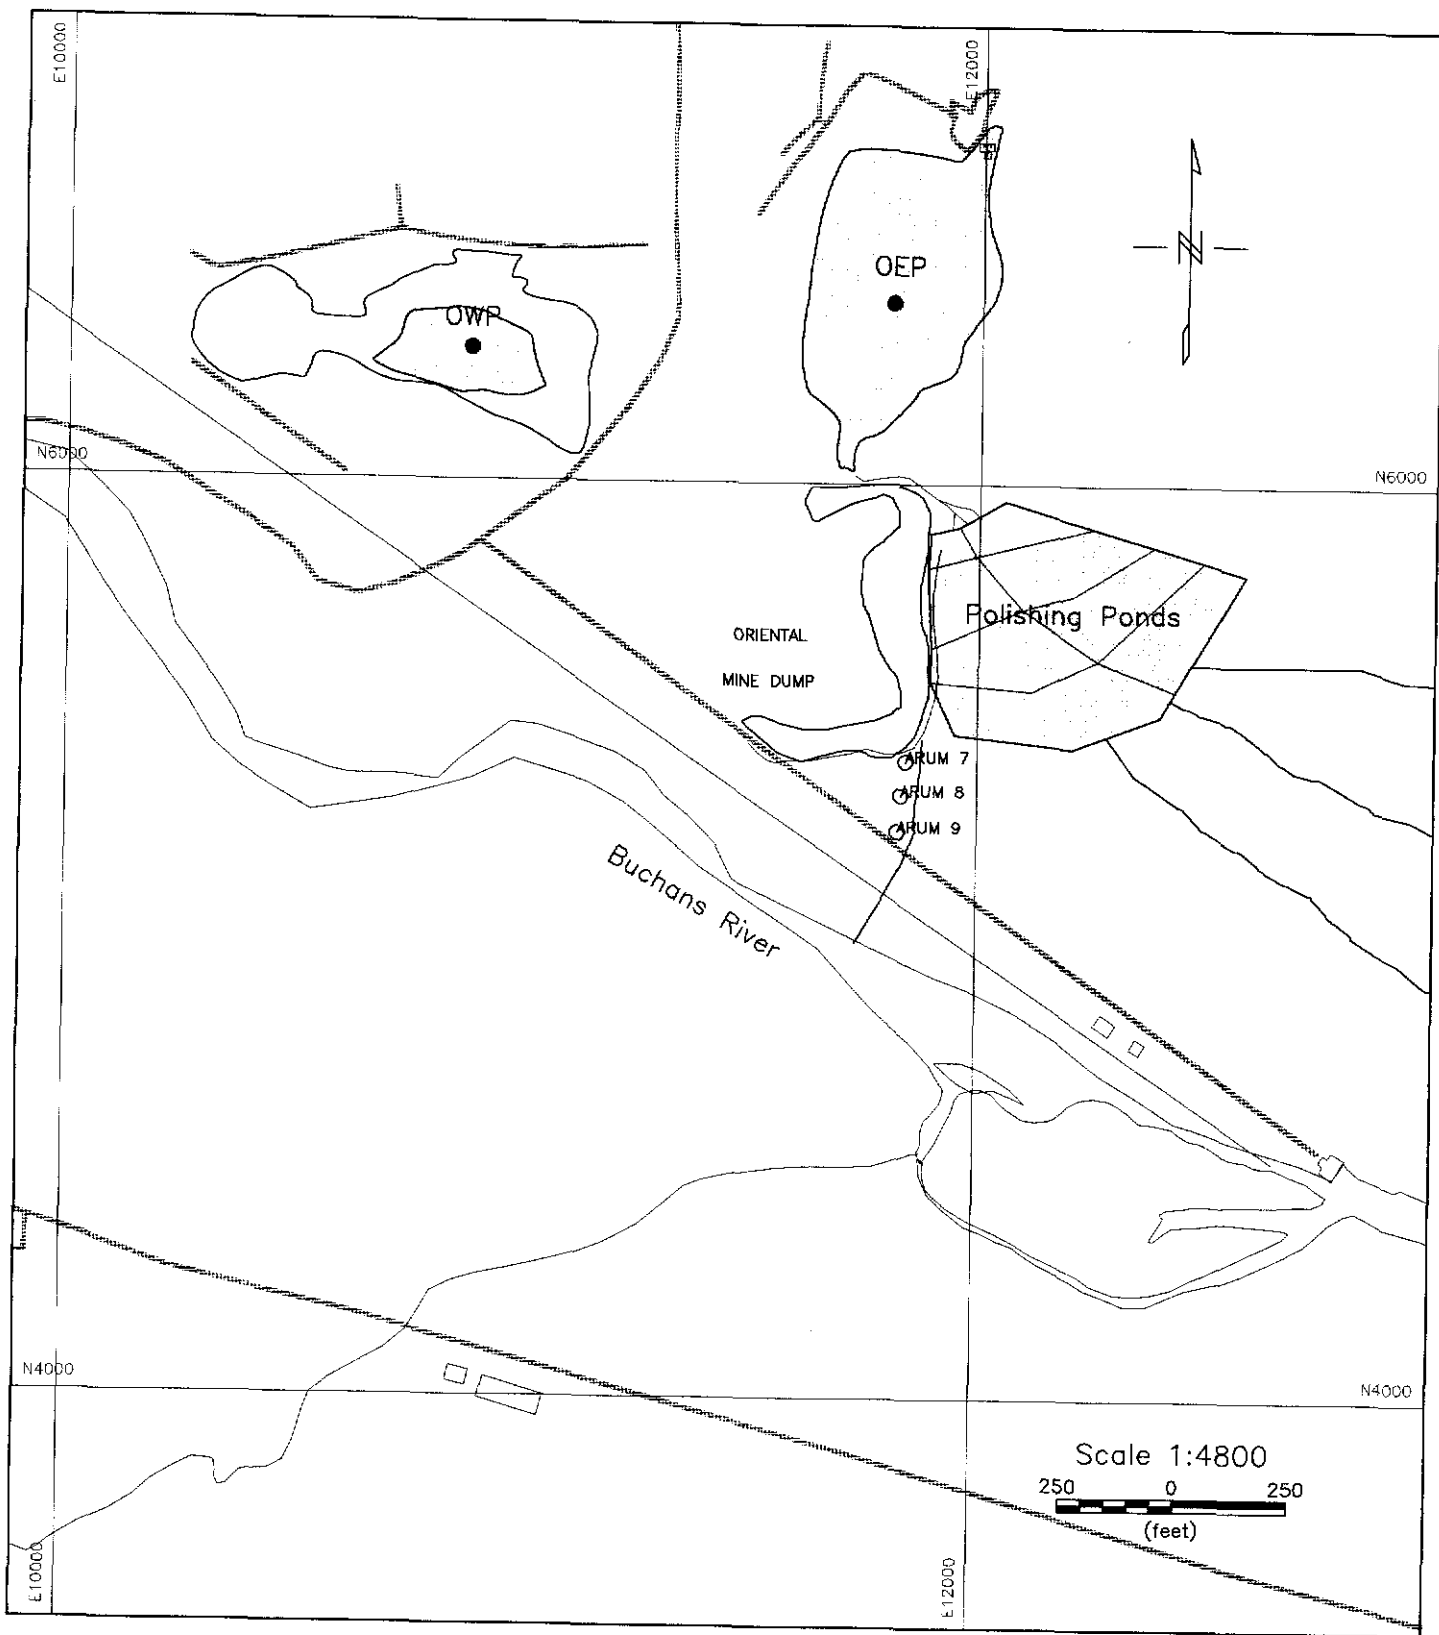 E10000
E12000
N
OEP
OWP
N6000
N6000
Polishing Ponds
ORIENTAL
MINE DUMP
ARUM 7
ARUM 8
ARUM 9
Buchans River
N4000
N4000
Scale 1:4800
250 0 250
(feet)
E10000
E12000